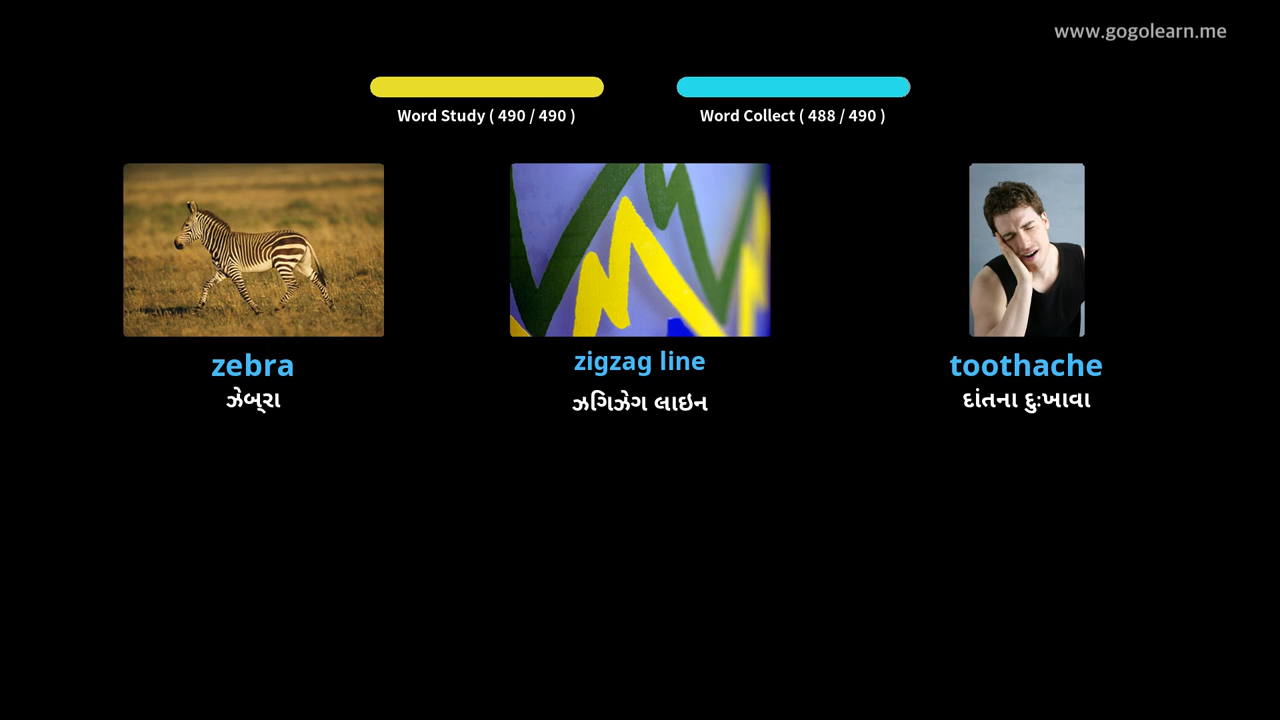 www.gogolearn.me
Word Study ( 490 / 490 )
Word Collect ( 488 / 490 )
zebra
ઝેબ્રા
zigzag line
ઝગિઝેગ લાઇન
toothache
દાંતના દુઃખાવા